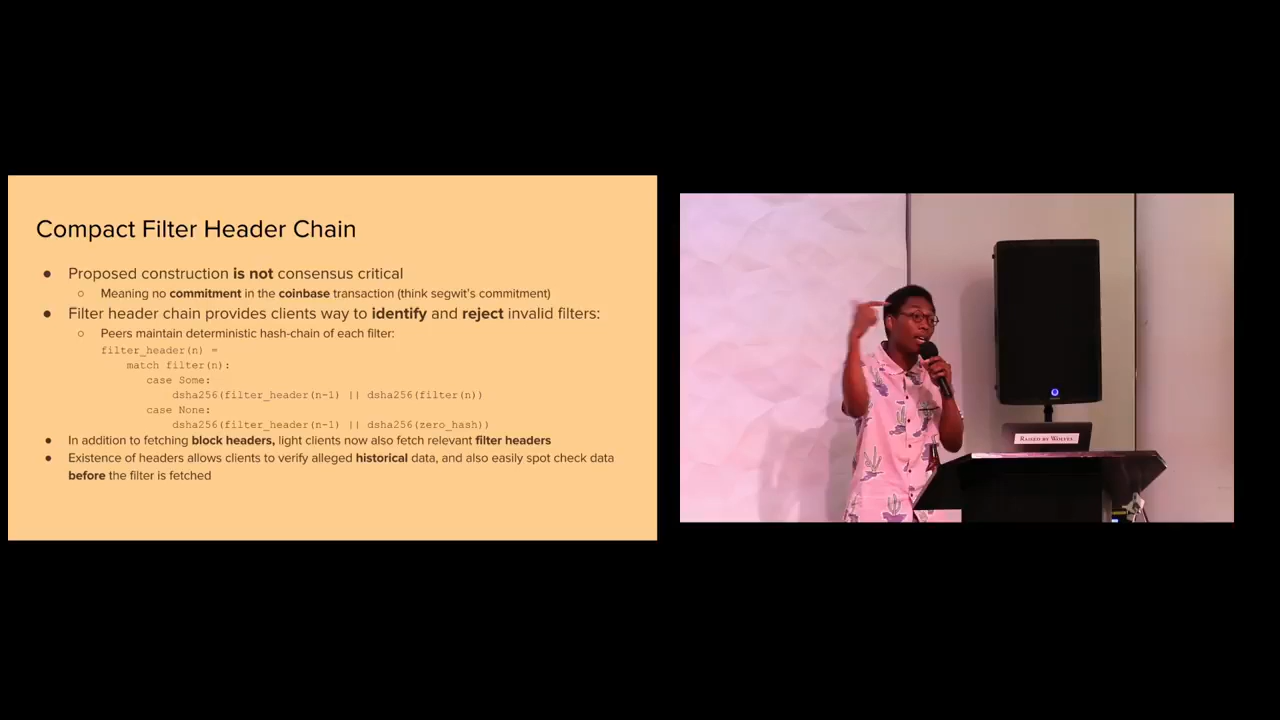 Compact Filter Header Chain
● Proposed construction is not consensus critical
○ Meaning no commitment in the coinbase transaction (think segwit's commitment)
● Filter header chain provides clients way to identify and reject invalid filters:
○ Peers maintain deterministic hash-chain of each filter:
filter_header(n) =
match filter(n):
case Some:
dsha256(filter_header(n-1) || dsha256(filter(n))
case None:
dsha256(filter_header(n-1) || dsha256(zero_hash))
● In addition to fetching block headers, light clients now also fetch relevant filter headers
● Existence of headers allows clients to verify alleged historical data, and also easily spot check data
before the filter is fetched
RAISED BY WOLVES